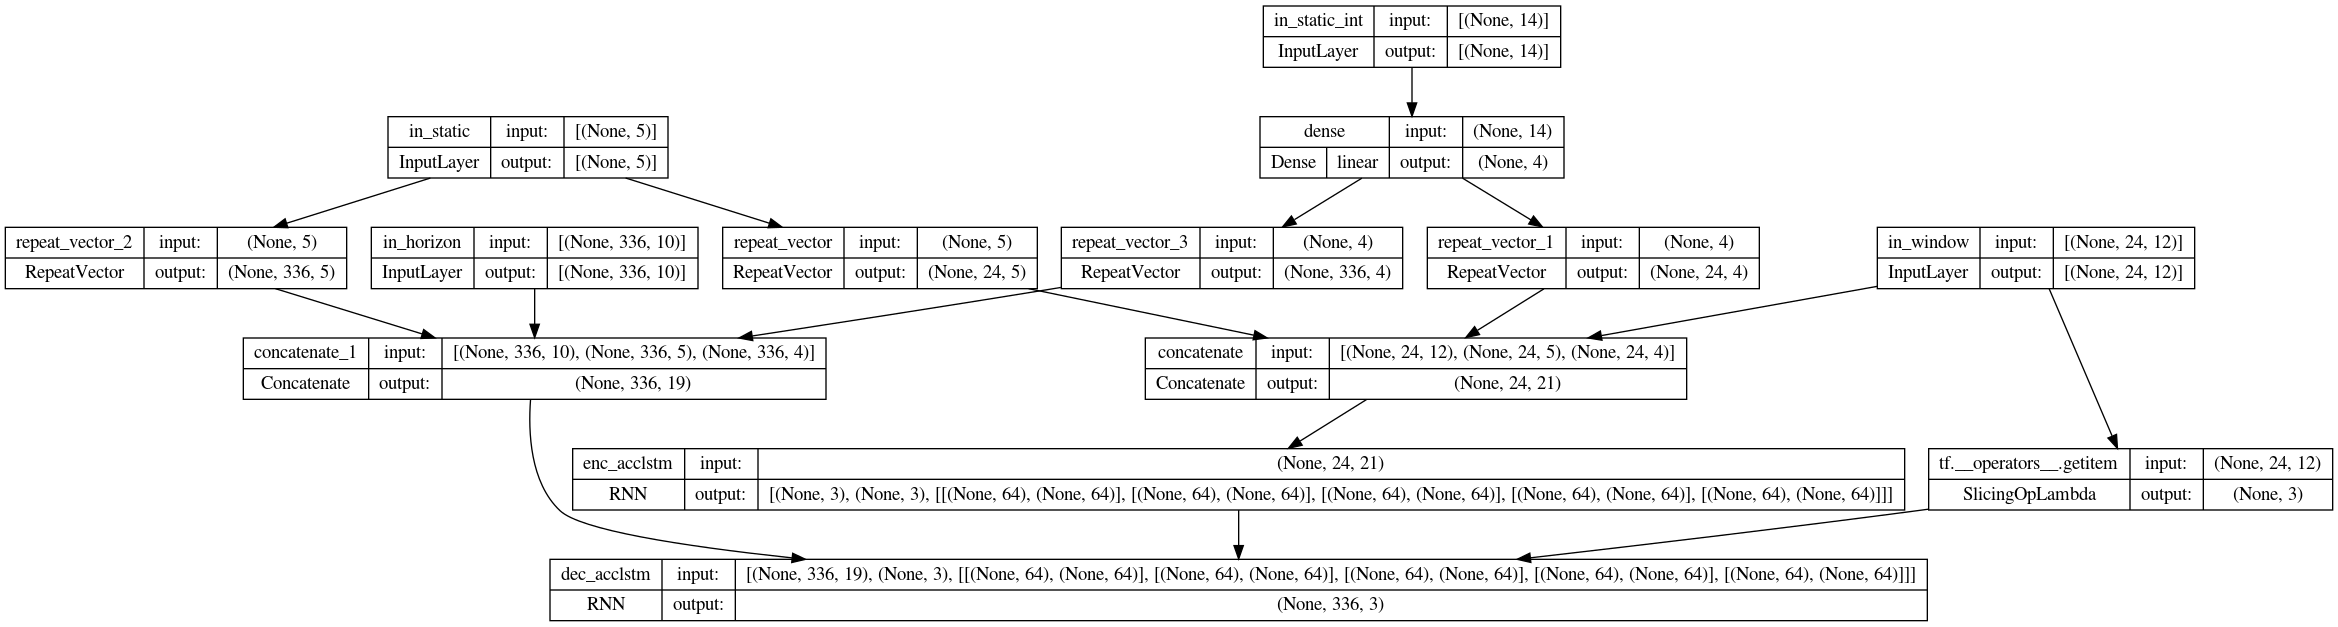 in_static_int input: [(None, 14)]
InputLayer output: [(None, 14)]
in_static input: [(None, 5)]
InputLayer output: [(None, 5)]
dense input: (None, 14)
Dense linear output: (None, 4)
repeat_vector_2 input: (None, 5)
RepeatVector output: (None, 336, 5)
in_horizon input: [(None, 336, 10)]
InputLayer output: [(None, 336, 10)]
repeat_vector input: (None, 5)
RepeatVector output: (None, 24, 5)
repeat_vector_3 input: (None, 4)
RepeatVector output: (None, 336, 4)
repeat_vector_1 input: (None, 4)
RepeatVector output: (None, 24, 4)
in_window input: [(None, 24, 12)]
InputLayer output: [(None, 24, 12)]
concatenate_1 input: [(None, 336, 10), (None, 336, 5), (None, 336, 4)]
Concatenate output: (None, 336, 19)
concatenate input: [(None, 24, 12), (None, 24, 5), (None, 24, 4)]
Concatenate output: (None, 24, 21)
enc_acclstm input: (None, 24, 21)
RNN output: [(None, 3), (None, 3), [[(None, 64), (None, 64)], [(None, 64), (None, 64)], [(None, 64), (None, 64)], [(None, 64), (None, 64)], [(None, 64), (None, 64)]]]
tf.__operators__.getitem input: (None, 24, 12)
SlicingOpLambda output: (None, 3)
dec_acclstm input: [(None, 336, 19), (None, 3), [[(None, 64), (None, 64)], [(None, 64), (None, 64)], [(None, 64), (None, 64)], [(None, 64), (None, 64)], [(None, 64), (None, 64)]]]
RNN output: (None, 336, 3)